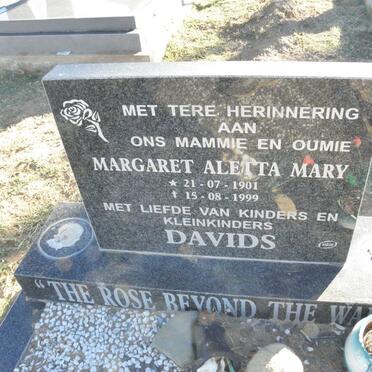 MET TERE HERINNERING
AAN
ONS MAMMIE EN OUMIE
MARGARET ALETTA MARY
★ 21 - 07 - 1901
✝ 15 - 08 - 1999
MET LIEFDE VAN KINDERS EN
KLEINKINDERS
DAVIDS
"THE ROSE BEYOND THE WA